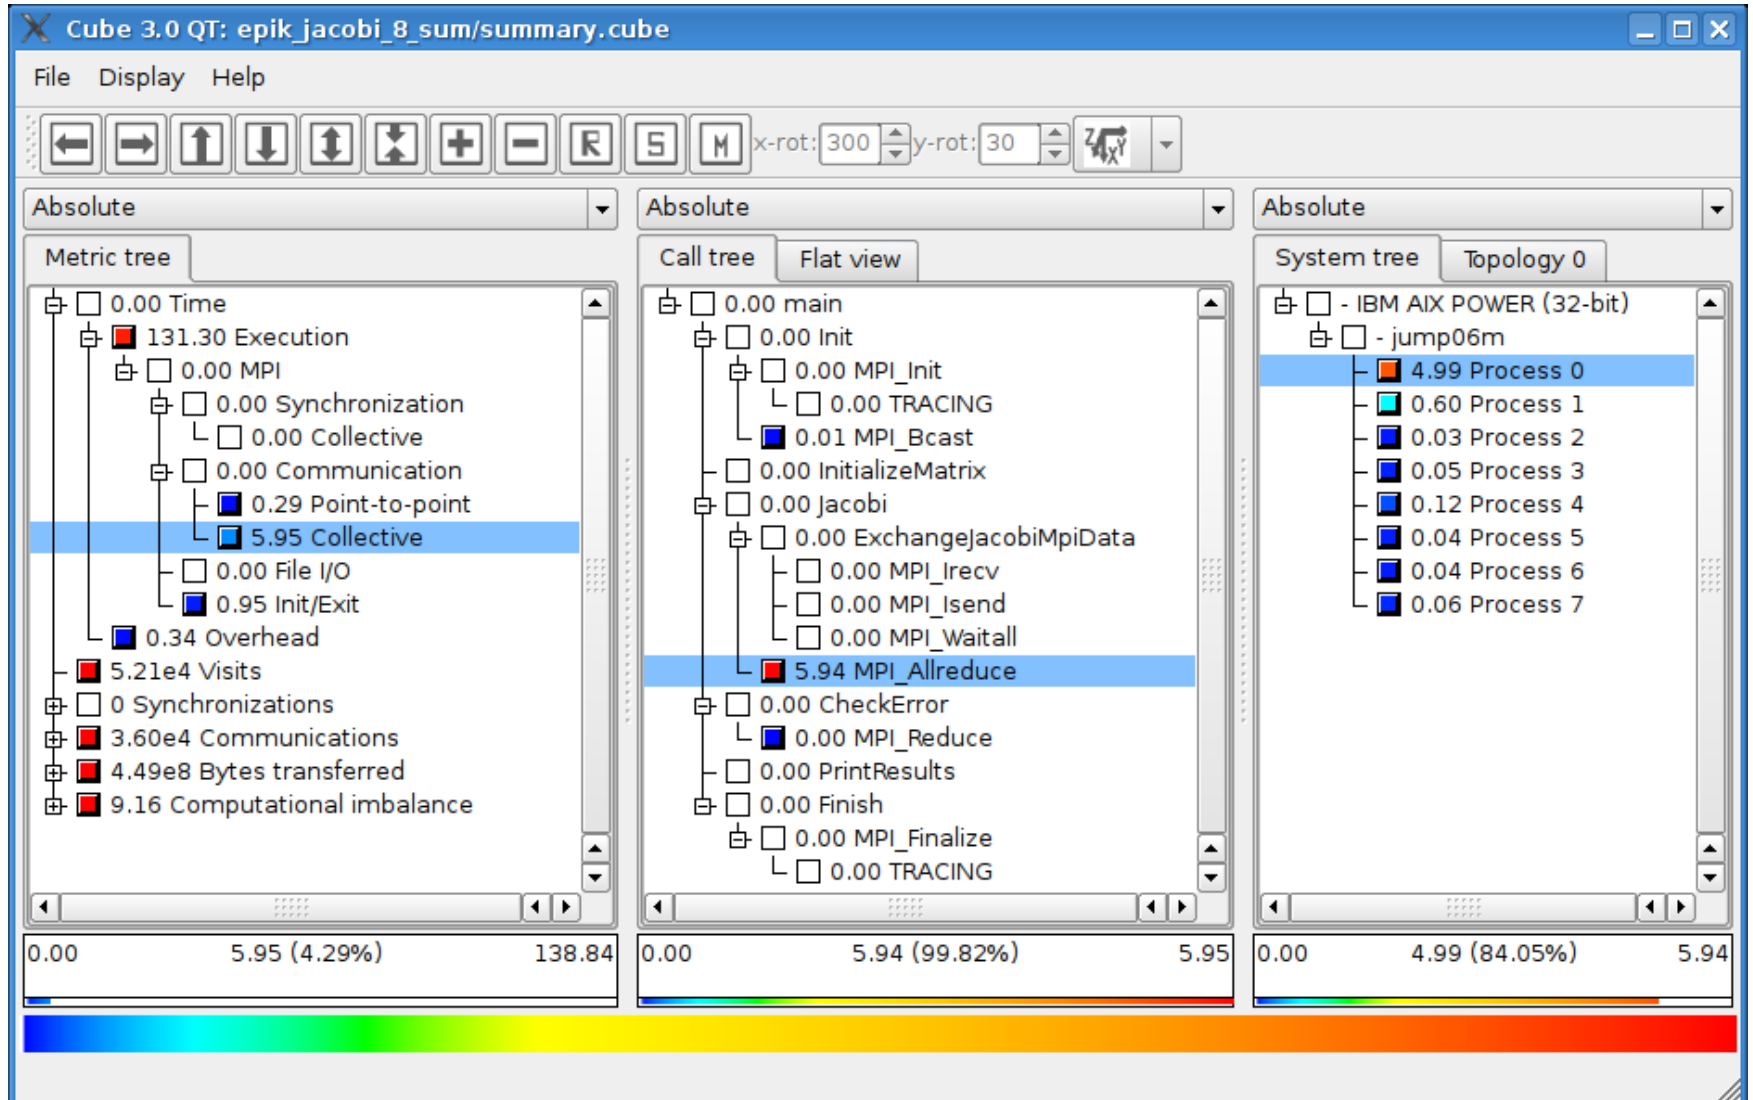 Cube 3.0 QT: epik_jacobi_8_sum/summary.cube
File Display Help
R S M x-rot: 300 y-rot: 30 Z X Y
Absolute
Metric tree
0.00 Time
131.30 Execution
0.00 MPI
0.00 Synchronization
0.00 Collective
0.00 Communication
0.29 Point-to-point
5.95 Collective
0.00 File I/O
0.95 Init/Exit
0.34 Overhead
5.21e4 Visits
0 Synchronizations
3.60e4 Communications
4.49e8 Bytes transferred
9.16 Computational imbalance
0.00 5.95 (4.29%) 138.84
Absolute
Call tree Flat view
0.00 main
0.00 Init
0.00 MPI_Init
0.00 TRACING
0.01 MPI_Bcast
0.00 InitializeMatrix
0.00 Jacobi
0.00 ExchangeJacobiMpiData
0.00 MPI_Irecv
0.00 MPI_Isend
0.00 MPI_Waitall
5.94 MPI_Allreduce
0.00 CheckError
0.00 MPI_Reduce
0.00 PrintResults
0.00 Finish
0.00 MPI_Finalize
0.00 TRACING
0.00 5.94 (99.82%) 5.95
Absolute
System tree Topology 0
- IBM AIX POWER (32-bit)
- jump06m
4.99 Process 0
0.60 Process 1
0.03 Process 2
0.05 Process 3
0.12 Process 4
0.04 Process 5
0.04 Process 6
0.06 Process 7
0.00 4.99 (84.05%) 5.94